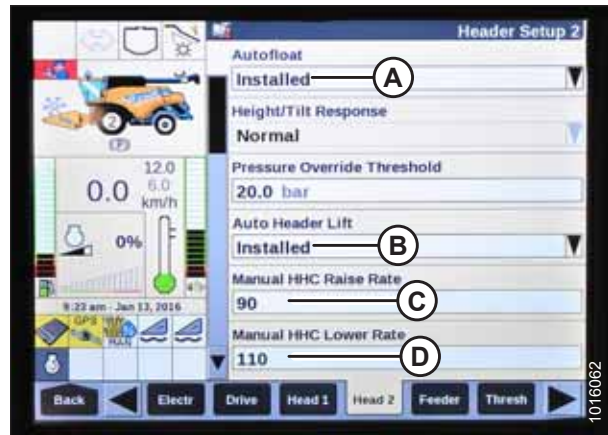 Header Setup 2
Autofloat
Installed
A
Height/Tilt Response
Normal
Pressure Override Threshold
20.0 bar
Auto Header Lift
Installed
B
Manual HHC Raise Rate
90
C
Manual HHC Lower Rate
110
D
2
(P)
0.0
12.0
6.0
km/h
0%
9:23 am - Jan 13, 2016
GPS
Back
Electr
Drive
Head 1
Head 2
Feeder
Thresh
1016062